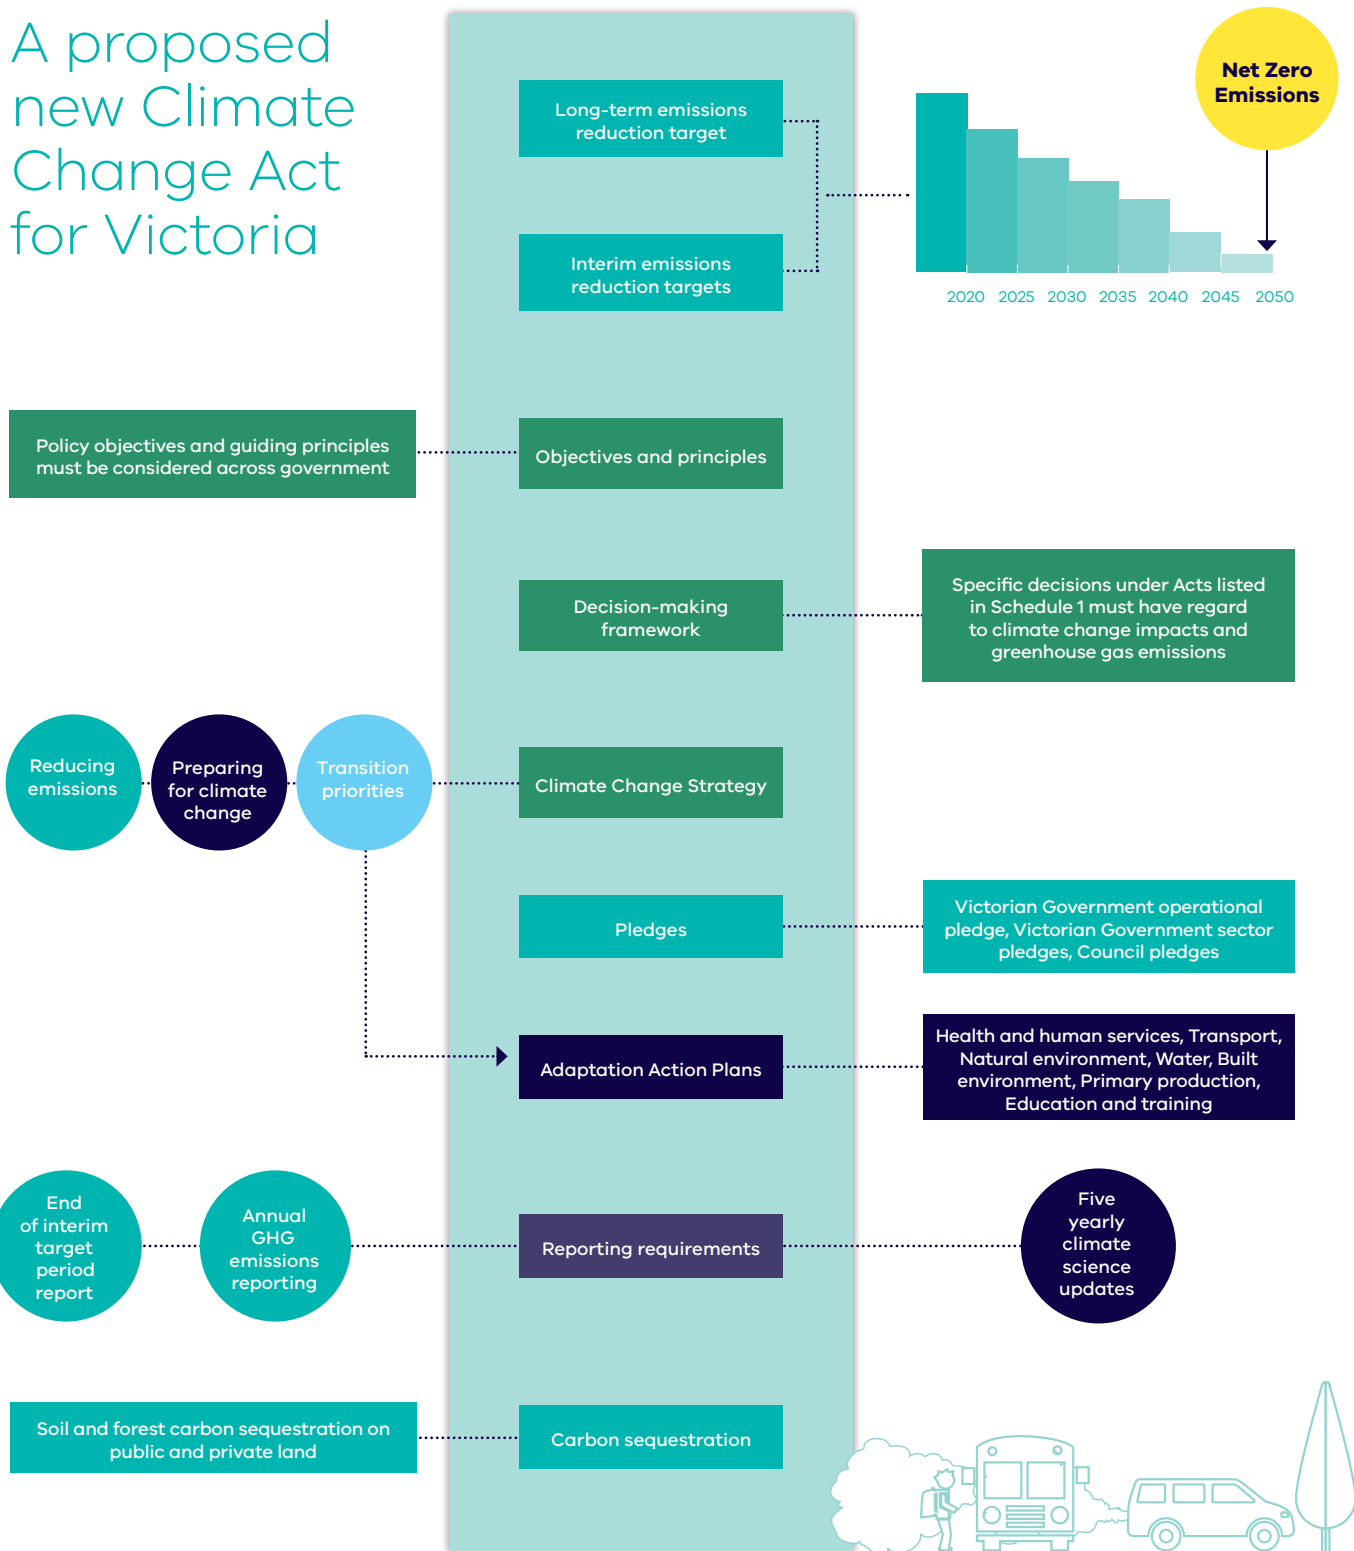 A proposed
new Climate
Change Act
for Victoria
Long-term emissions
reduction target
Interim emissions
reduction targets
Net Zero
Emissions
2020 2025 2030 2035 2040 2045 2050
Policy objectives and guiding principles
must be considered across government
Objectives and principles
Decision-making
framework
Specific decisions under Acts listed
in Schedule 1 must have regard
to climate change impacts and
greenhouse gas emissions
Reducing
emissions
Preparing
for climate
change
Transition
priorities
Climate Change Strategy
Pledges
Victorian Government operational
pledge, Victorian Government sector
pledges, Council pledges
Adaptation Action Plans
Health and human services, Transport,
Natural environment, Water, Built
environment, Primary production,
Education and training
End
of interim
target
period
report
Annual
GHG
emissions
reporting
Reporting requirements
Five
yearly
climate
science
updates
Soil and forest carbon sequestration on
public and private land
Carbon sequestration